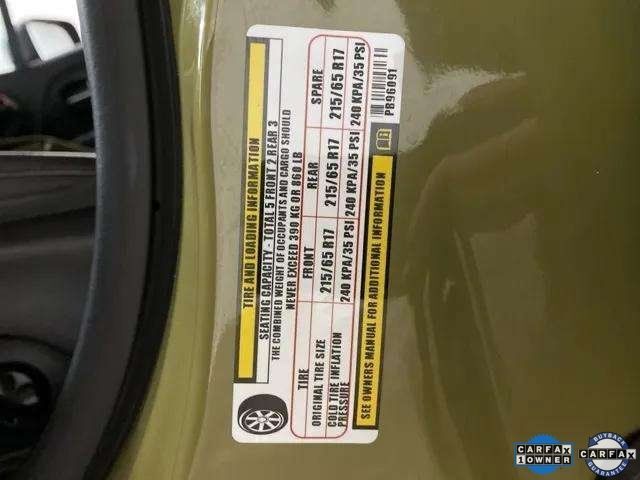 TIRE AND LOADING INFORMATION
SEATING CAPACITY - TOTAL 5 FRONT 2 REAR 3
THE COMBINED WEIGHT OF OCCUPANTS AND CARGO SHOULD
NEVER EXCEED 390 KG OR 860 LB
TIRE FRONT REAR SPARE
ORIGINAL TIRE SIZE 215/65 R17 215/65 R17 215/65 R17
COLD TIRE INFLATION PRESSURE 240 KPA/35 PSI 240 KPA/35 PSI 240 KPA/35 PSI
SEE OWNERS MANUAL FOR ADDITIONAL INFORMATION
PB96091
CARFAX
1 OWNER
BUYBACK
CARFAX
GUARANTEE